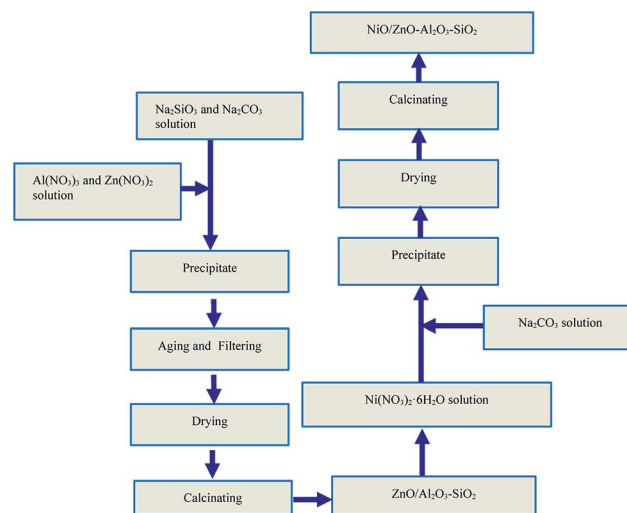 Na₂SiO₃ and Na₂CO₃
solution
Al(NO₃)₃ and Zn(NO₃)₂
solution
Precipitate
Aging and Filtering
Drying
Calcinating
ZnO/Al₂O₃-SiO₂
Ni(NO₃)₂·6H₂O solution
Na₂CO₃ solution
Precipitate
Drying
Calcinating
NiO/ZnO-Al₂O₃-SiO₂